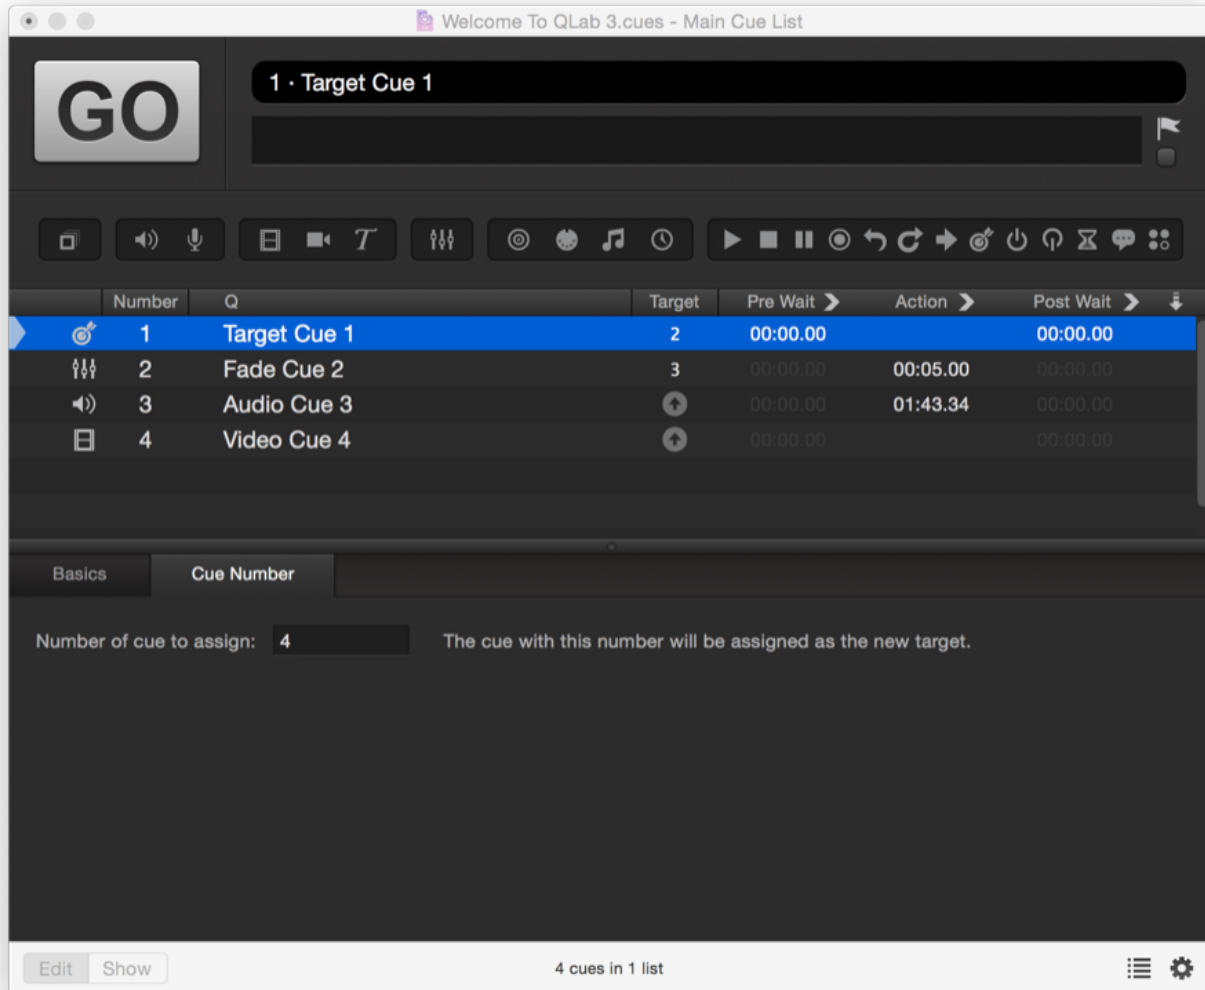 Welcome To QLab 3.cues - Main Cue List
GO
1 · Target Cue 1
T
Number Q Target Pre Wait Action Post Wait
1 Target Cue 1 2 00:00.00 00:00.00
2 Fade Cue 2 3 00:00.00 00:05.00 00:00.00
3 Audio Cue 3 00:00.00 01:43.34 00:00.00
4 Video Cue 4 00:00.00 00:00.00
Basics Cue Number
Number of cue to assign: 4 The cue with this number will be assigned as the new target.
Edit Show 4 cues in 1 list